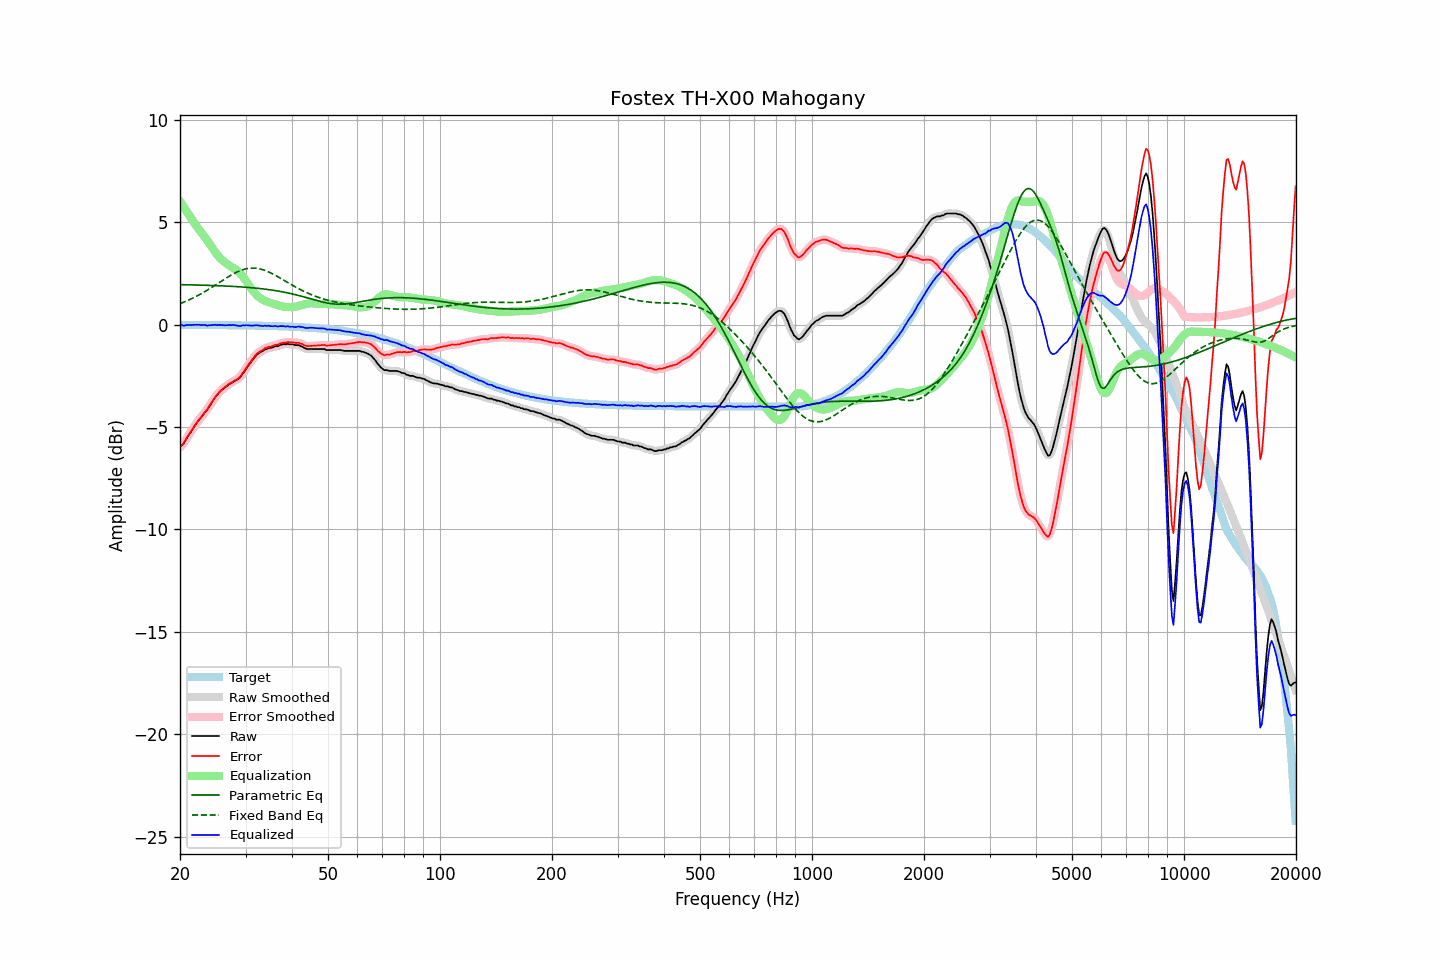 Fostex TH-X00 Mahogany
10
5
0
−5
−10
−15
−20
−25
Amplitude (dBr)
Target
Raw Smoothed
Error Smoothed
Raw
Error
Equalization
Parametric Eq
Fixed Band Eq
Equalized
20 50 100 200 500 1000 2000 5000 10000 20000
Frequency (Hz)